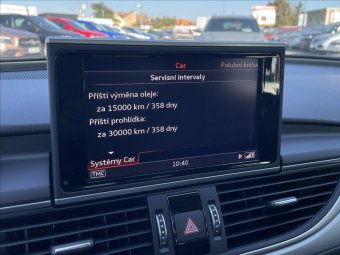 Car
Palubní kniha
Servisní intervaly
Příští výměna oleje:
za 15000 km / 358 dny
Příští prohlídka:
za 30000 km / 358 dny
Systémy Car
TMC
10:40